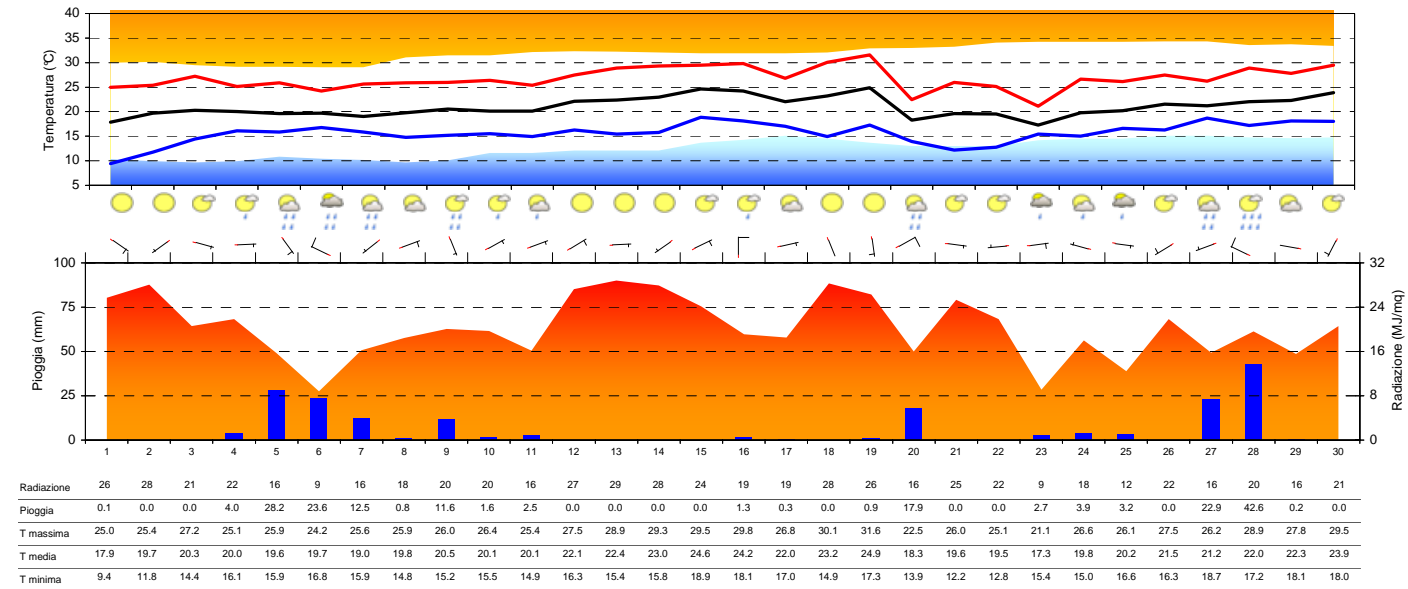 40
35
30
25
20
15
10
5
Temperatura (°C)
100
75
50
25
0
Pioggia (mm)
32
24
16
8
0
Radiazione (MJ/mq)
1 2 3 4 5 6 7 8 9 10 11 12 13 14 15 16 17 18 19 20 21 22 23 24 25 26 27 28 29 30
Radiazione 26 28 21 22 16 9 16 18 20 20 16 27 29 28 24 19 19 28 26 16 25 22 9 18 12 22 16 20 16 21
Pioggia 0.1 0.0 0.0 4.0 28.2 23.6 12.5 0.8 11.6 1.6 2.5 0.0 0.0 0.0 0.0 1.3 0.3 0.0 0.9 17.9 0.0 0.0 2.7 3.9 3.2 0.0 22.9 42.6 0.2 0.0
T massima 25.0 25.4 27.2 25.1 25.9 24.2 25.6 25.9 26.0 26.4 25.4 27.5 28.9 29.3 29.5 29.8 26.8 30.1 31.6 22.5 26.0 25.1 21.1 26.6 26.1 27.5 26.2 28.9 27.8 29.5
T media 17.9 19.7 20.3 20.0 19.6 19.7 19.0 19.8 20.5 20.1 20.1 22.1 22.4 23.0 24.6 24.2 22.0 23.2 24.9 18.3 19.6 19.5 17.3 19.8 20.2 21.5 21.2 22.0 22.3 23.9
T minima 9.4 11.8 14.4 16.1 15.9 16.8 15.9 14.8 15.2 15.5 14.9 16.3 15.4 15.8 18.9 18.1 17.0 14.9 17.3 13.9 12.2 12.8 15.4 15.0 16.6 16.3 18.7 17.2 18.1 18.0